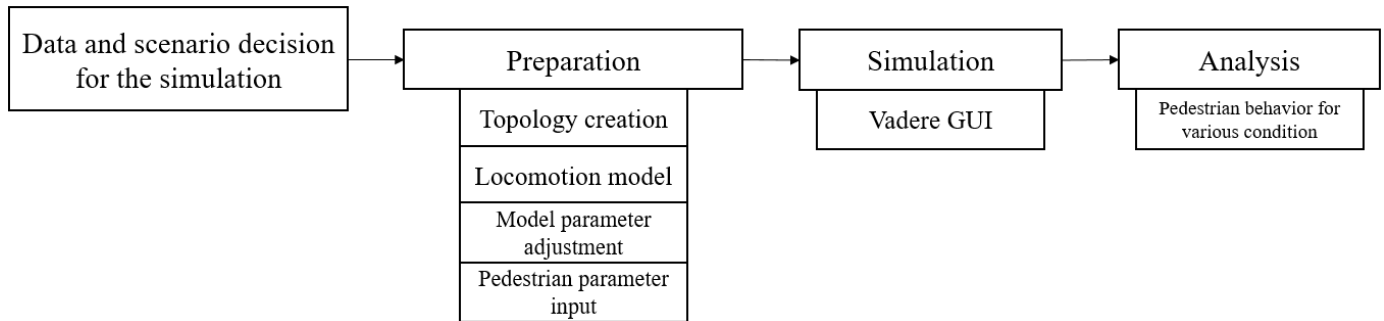 Data and scenario decision
for the simulation
Preparation
Topology creation
Locomotion model
Model parameter
adjustment
Pedestrian parameter
input
Simulation
Vadere GUI
Analysis
Pedestrian behavior for
various condition